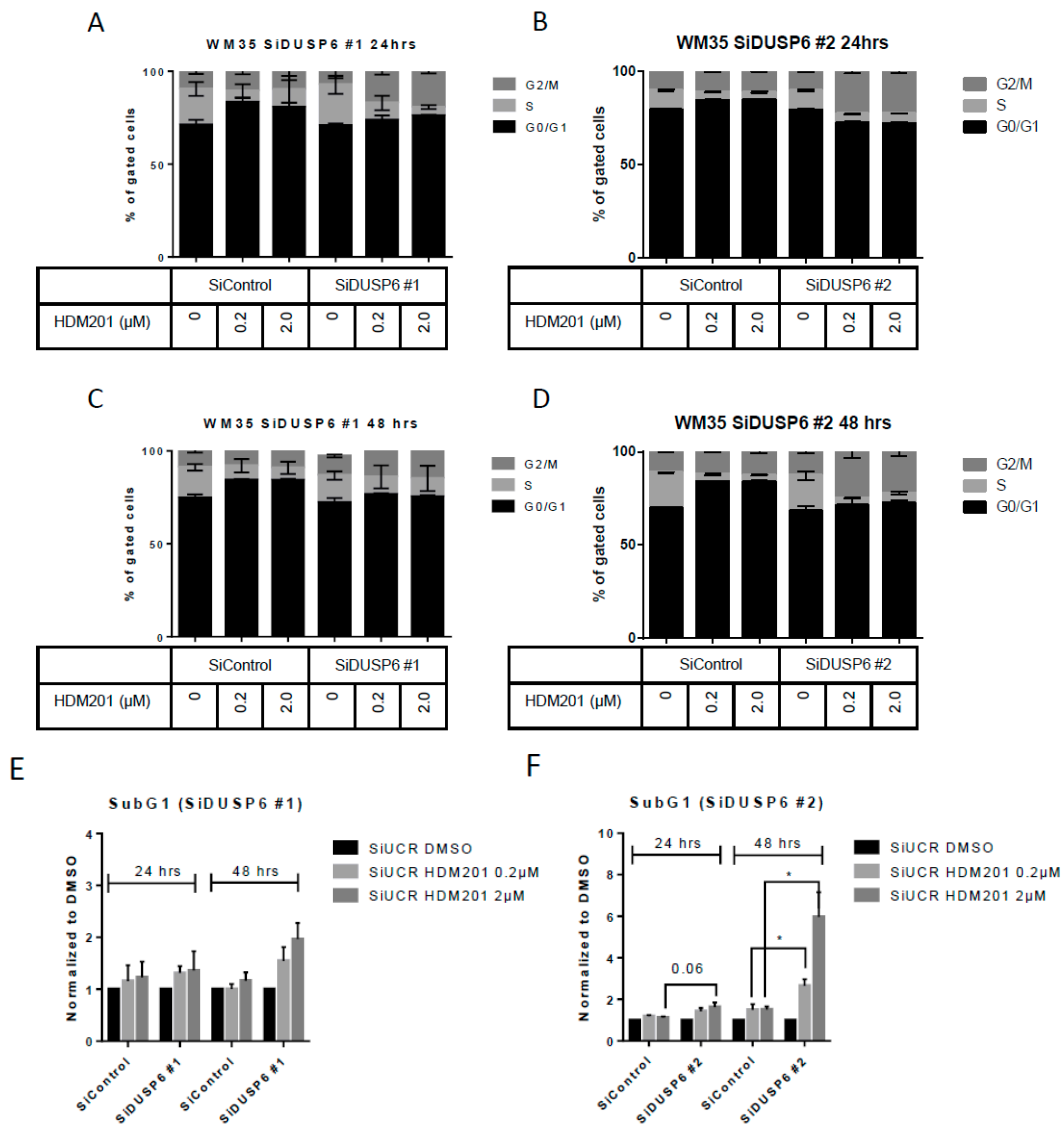 A
WM35 SiDUSP6 #1 24hrs
100
50
0
% of gated cells
G2/M
S
G0/G1
SiControl SiDUSP6 #1
HDM201 (µM) 0 0.2 2.0 0 0.2 2.0
B
WM35 SiDUSP6 #2 24hrs
100
50
0
% of gated cells
G2/M
S
G0/G1
SiControl SiDUSP6 #2
HDM201 (µM) 0 0.2 2.0 0 0.2 2.0
C
WM35 SiDUSP6 #1 48 hrs
100
50
0
% of gated cells
G2/M
S
G0/G1
SiControl SiDUSP6 #1
HDM201 (µM) 0 0.2 2.0 0 0.2 2.0
D
WM35 SiDUSP6 #2 48 hrs
100
50
0
% of gated cells
G2/M
S
G0/G1
SiControl SiDUSP6 #2
HDM201 (µM) 0 0.2 2.0 0 0.2 2.0
E
SubG1 (SiDUSP6 #1)
4
3
2
1
0
Normalized to DMSO
24 hrs 48 hrs
SiUCR DMSO
SiUCR HDM201 0.2µM
SiUCR HDM201 2µM
SiControl SiDUSP6 #1 SiControl SiDUSP6 #1
F
SubG1 (SiDUSP6 #2)
10
8
6
4
2
0
Normalized to DMSO
24 hrs 48 hrs
*
*
0.06
SiUCR DMSO
SiUCR HDM201 0.2µM
SiUCR HDM201 2µM
SiControl SiDUSP6 #2 SiControl SiDUSP6 #2